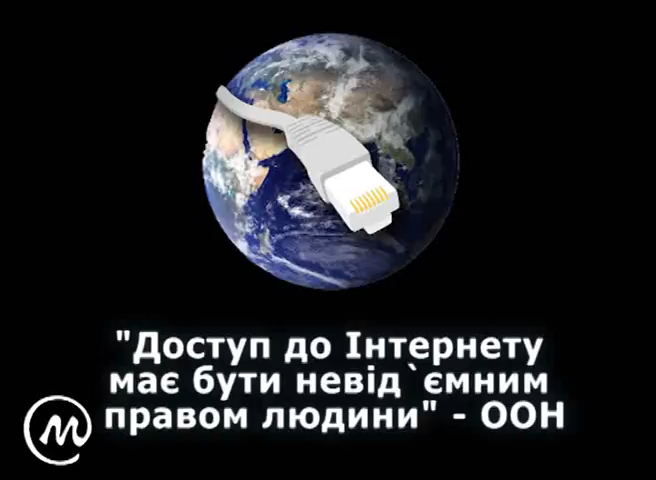 "Доступ до Інтернету
має бути невід`ємним
правом людини" - ООН